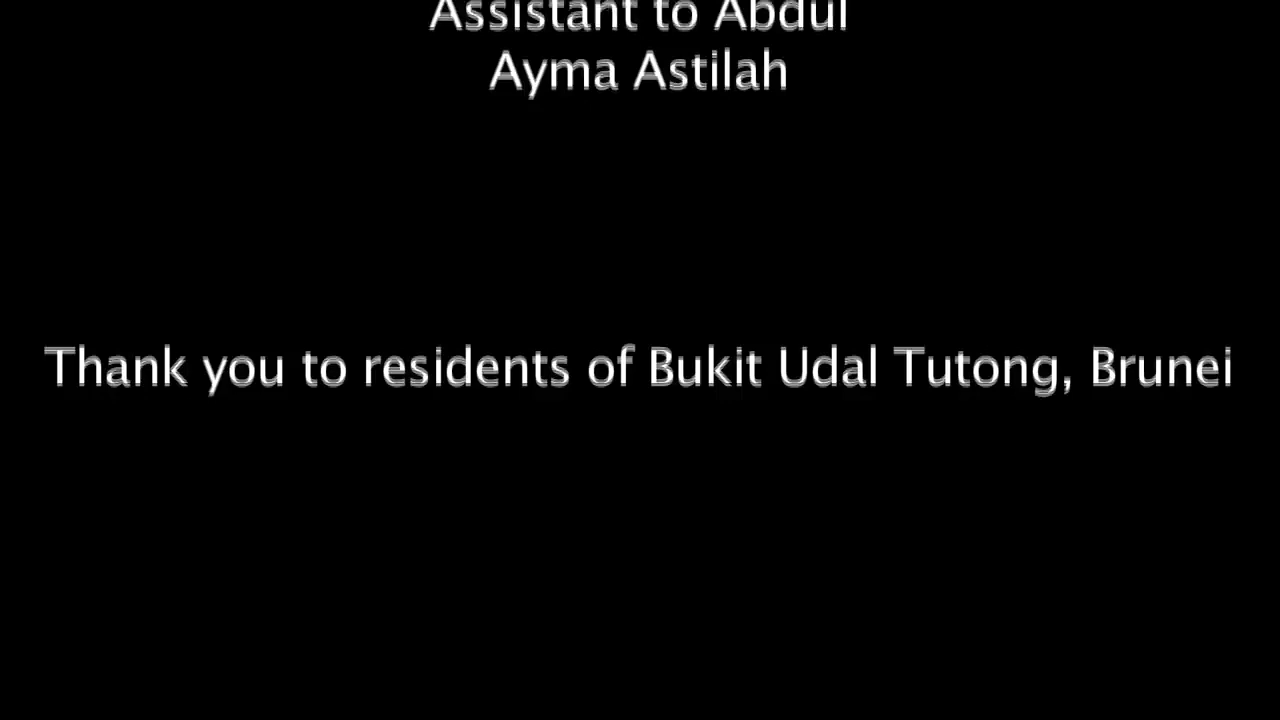 Assistant to Abdul
Ayma Astilah
Thank you to residents of Bukit Udal Tutong, Brunei